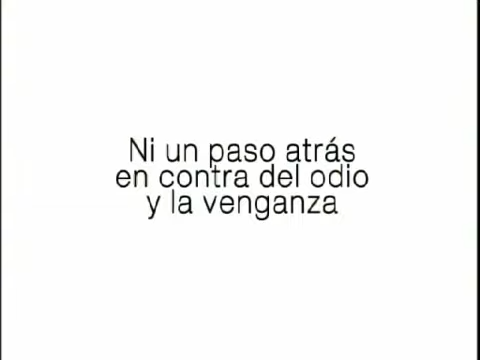 Ni un paso atrás
en contra del odio
y la venganza